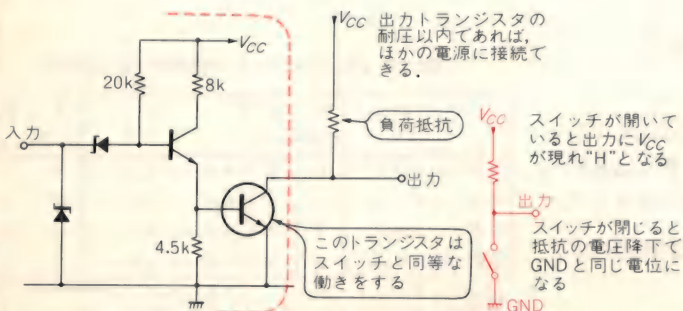 VCC
20k
8k
入力
4.5k
VCC
出力トランジスタの
耐圧以内であれば,
ほかの電源に接続で
きる.
負荷抵抗
出力
このトランジスタは
スイッチと同等な
働きをする
VCC
スイッチが開いて
いると出力にVCC
が現れ"H"となる
出力
スイッチが閉じると
抵抗の電圧降下で
GNDと同じ電位に
なる
GND